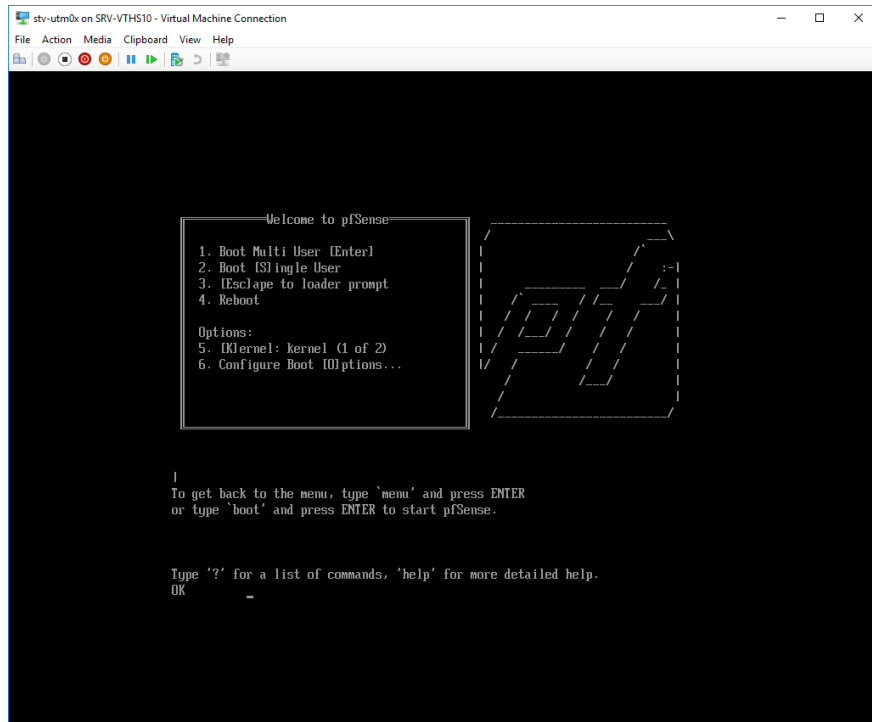 stv-utm0x on SRV-VTHS10 - Virtual Machine Connection
File Action Media Clipboard View Help
Welcome to pfSense
1. Boot Multi User [Enter]
2. Boot [S]ingle User
3. [Esc]ape to loader prompt
4. Reboot
Options:
5. [K]ernel: kernel (1 of 2)
6. Configure Boot [O]ptions...
To get back to the menu, type `menu' and press ENTER
or type `boot' and press ENTER to start pfSense.
Type '?' for a list of commands, 'help' for more detailed help.
OK